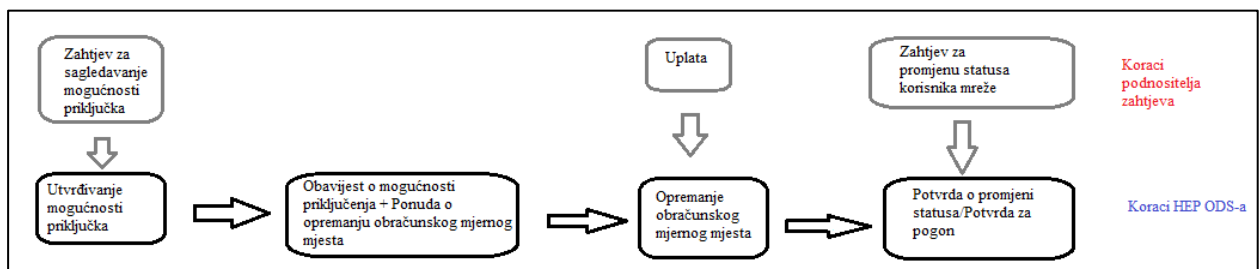 Zahtjev za
sagledavanje
mogućnosti
priključka
Uplata
Zahtjev za
promjenu statusa
korisnika mreže
Koraci
podnositelja
zahtjeva
Utvrđivanje
mogućnosti
priključka
Obavijest o mogućnosti
priključenja + Ponuda o
opremanju obračunskog mjernog
mjesta
Opremanje
obračunskog
mjernog mjesta
Potvrda o promjeni
statusa/Potvrda za
pogon
Koraci HEP ODS-a